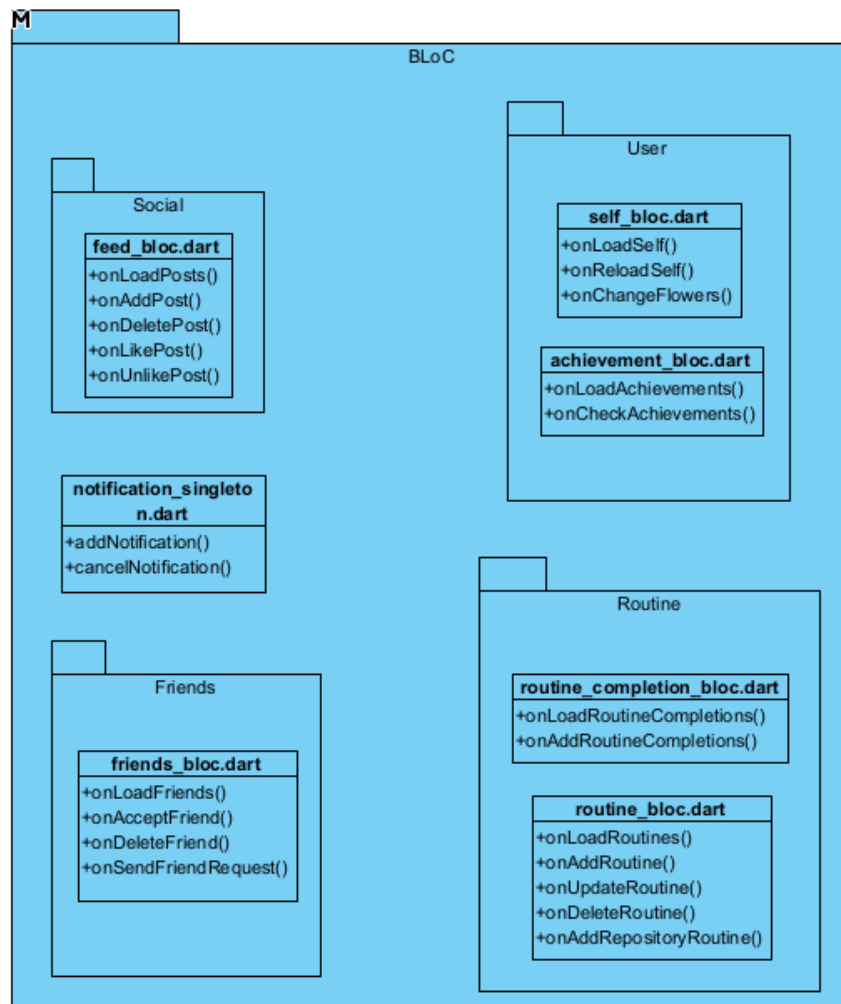 M
BLoC
Social
feed_bloc.dart
+onLoadPosts()
+onAddPost()
+onDeletePost()
+onLikePost()
+onUnlikePost()
User
self_bloc.dart
+onLoadSelf()
+onReloadSelf()
+onChangeFlowers()
achievement_bloc.dart
+onLoadAchievements()
+onCheckAchievements()
notification_singleto
n.dart
+addNotification()
+cancelNotification()
Friends
friends_bloc.dart
+onLoadFriends()
+onAcceptFriend()
+onDeleteFriend()
+onSendFriendRequest()
Routine
routine_completion_bloc.dart
+onLoadRoutineCompletions()
+onAddRoutineCompletions()
routine_bloc.dart
+onLoadRoutines()
+onAddRoutine()
+onUpdateRoutine()
+onDeleteRoutine()
+onAddRepositoryRoutine()